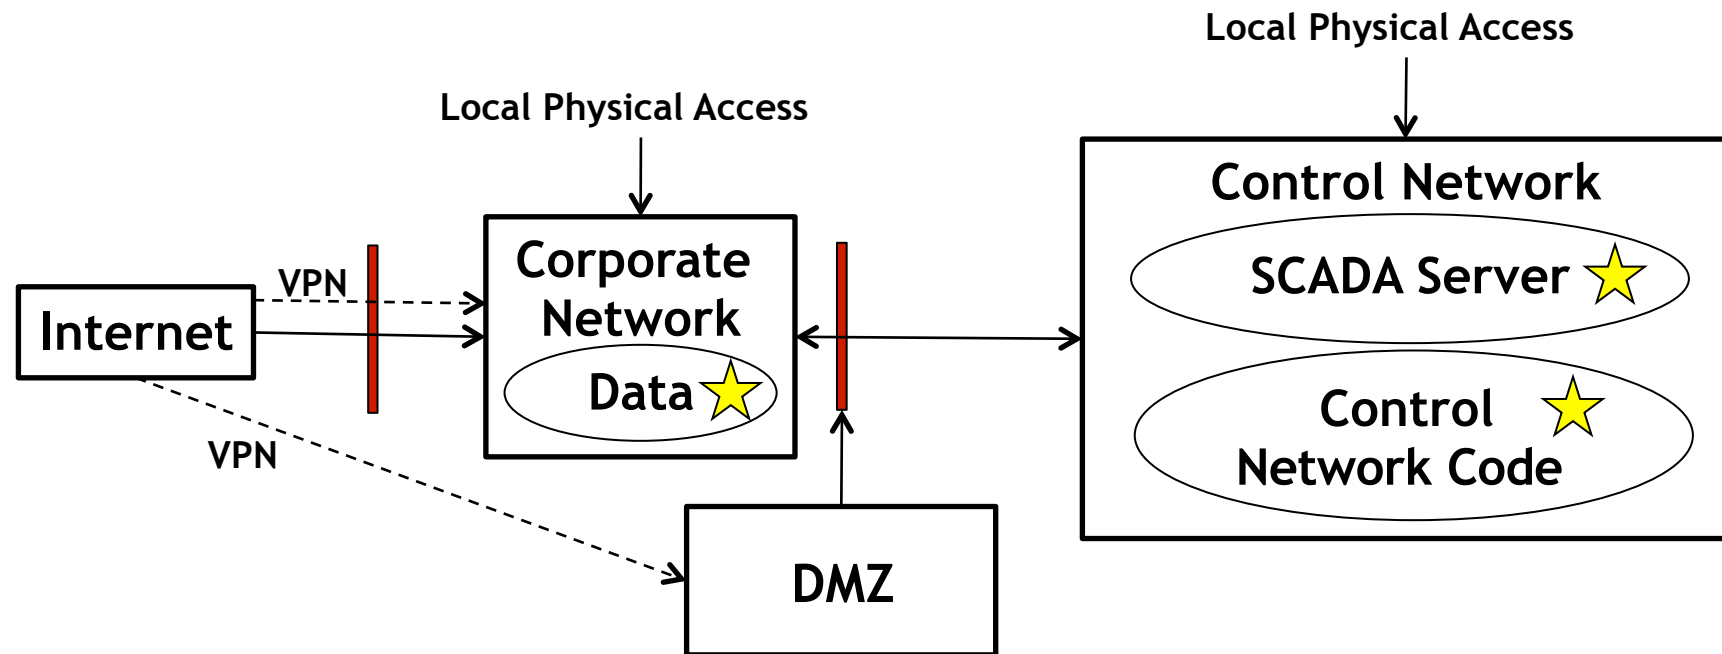 Local Physical Access
Local Physical Access
Control Network
Corporate
Network
VPN
SCADA Server
Internet
Data
Control
Network Code
VPN
DMZ